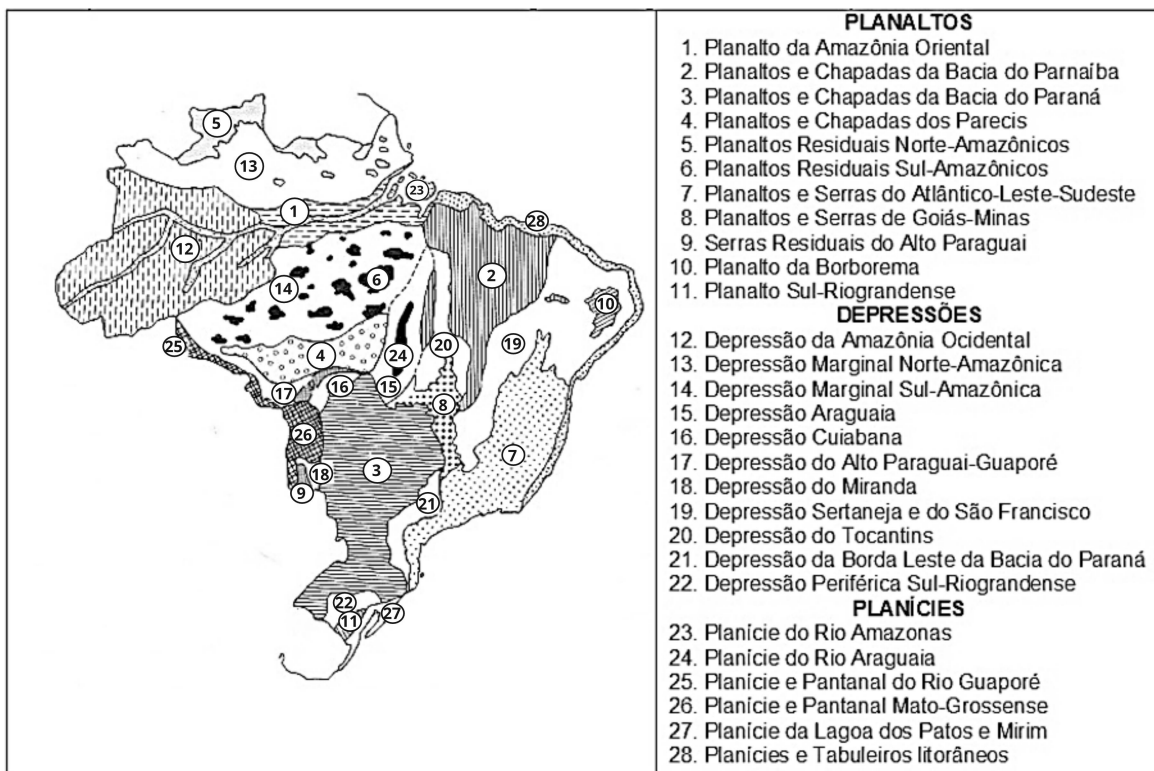 PLANALTOS
1. Planalto da Amazônia Oriental
2. Planaltos e Chapadas da Bacia do Parnaíba
3. Planaltos e Chapadas da Bacia do Paraná
4. Planaltos e Chapadas dos Parecis
5. Planaltos Residuais Norte-Amazônicos
6. Planaltos Residuais Sul-Amazônicos
7. Planaltos e Serras do Atlântico-Leste-Sudeste
8. Planaltos e Serras de Goiás-Minas
9. Serras Residuais do Alto Paraguai
10. Planalto da Borborema
11. Planalto Sul-Riograndense
DEPRESSÕES
12. Depressão da Amazônia Ocidental
13. Depressão Marginal Norte-Amazônica
14. Depressão Marginal Sul-Amazônica
15. Depressão Araguaia
16. Depressão Cuiabana
17. Depressão do Alto Paraguai-Guaporé
18. Depressão do Miranda
19. Depressão Sertaneja e do São Francisco
20. Depressão do Tocantins
21. Depressão da Borda Leste da Bacia do Paraná
22. Depressão Periférica Sul-Riograndense
PLANÍCIES
23. Planície do Rio Amazonas
24. Planície do Rio Araguaia
25. Planície e Pantanal do Rio Guaporé
26. Planície e Pantanal Mato-Grossense
27. Planície da Lagoa dos Patos e Mirim
28. Planícies e Tabuleiros litorâneos
5
13
23
1
28
12
2
6
14
10
25
19
20
4
24
17
16
15
8
26
7
3
18
9
21
22
27
11